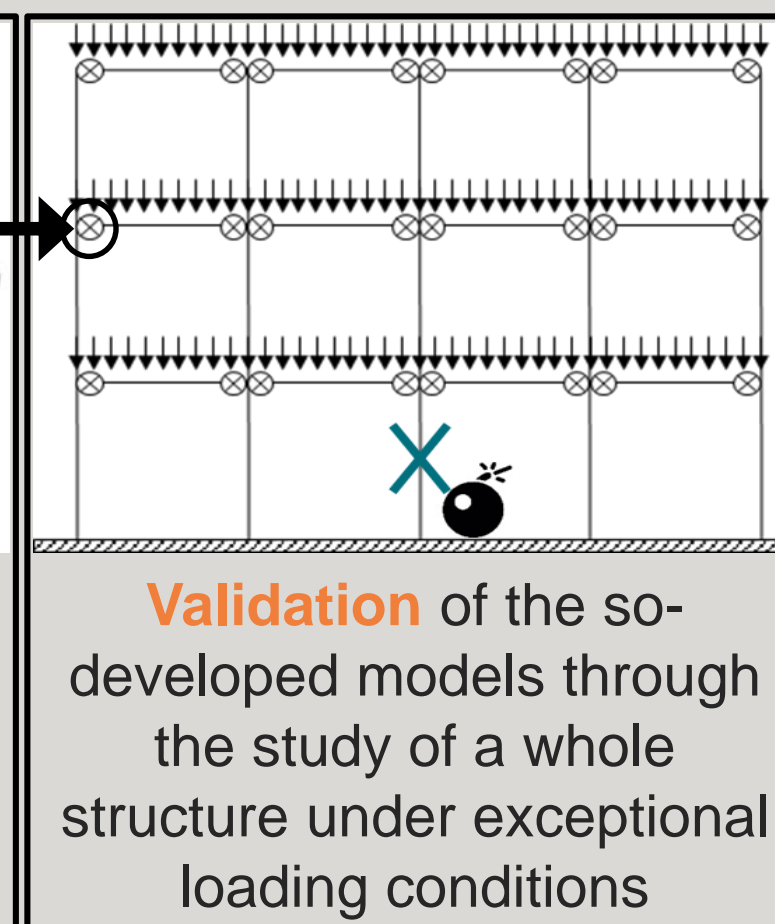 Validation of the so-
developed models through
the study of a whole
structure under exceptional
loading conditions